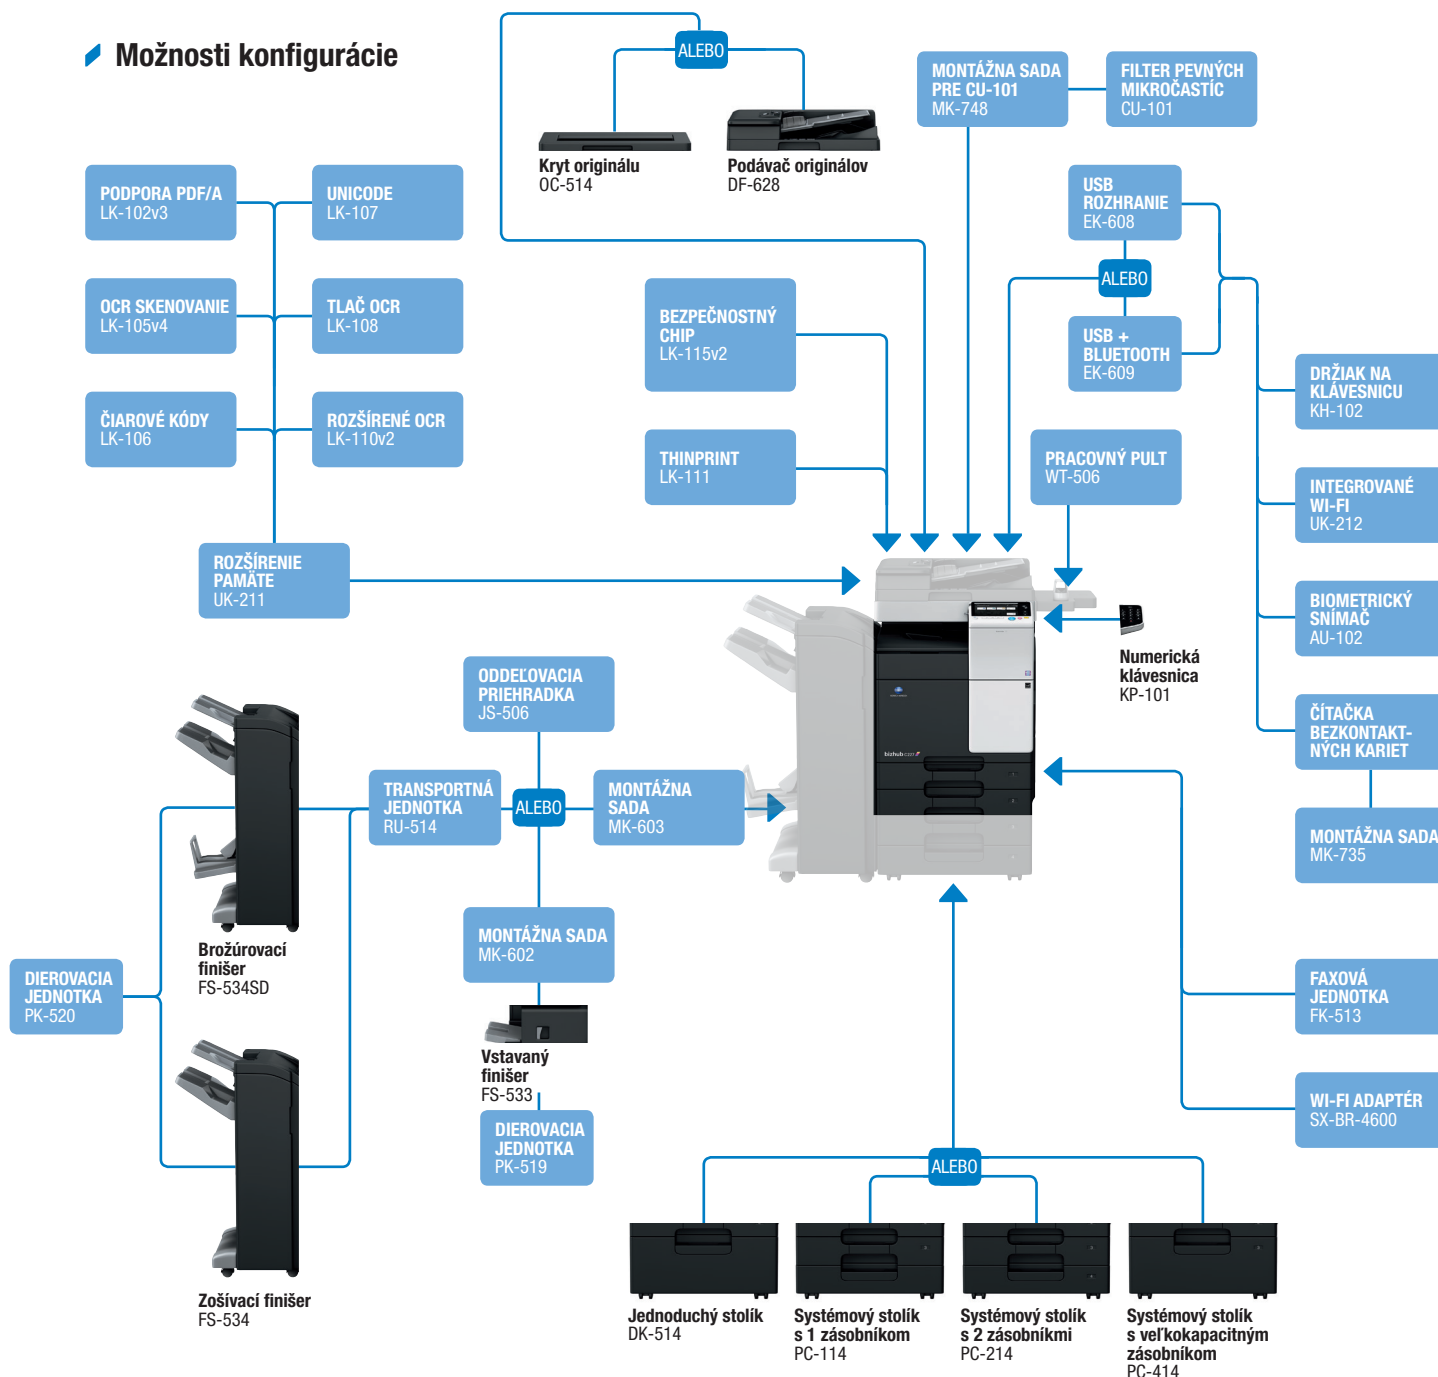 Možnosti konfigurácie
ALEBO
Kryt originálu
OC-514
Podávač originálov
DF-628
MONTÁŽNA SADA
PRE CU-101
MK-748
FILTER PEVNÝCH
MIKROČASTÍC
CU-101
PODPORA PDF/A
LK-102v3
UNICODE
LK-107
OCR SKENOVANIE
LK-105v4
TLAČ OCR
LK-108
ČIAROVÉ KÓDY
LK-106
ROZŠÍRENÉ OCR
LK-110v2
ROZŠÍRENIE
PAMÄTE
UK-211
BEZPEČNOSTNÝ
CHIP
LK-115v2
THINPRINT
LK-111
USB
ROZHRANIE
EK-608
ALEBO
USB +
BLUETOOTH
EK-609
PRACOVNÝ PULT
WT-506
DRŽIAK NA
KLÁVESNICU
KH-102
INTEGROVANÉ
WI-FI
UK-212
BIOMETRICKÝ
SNÍMAČ
AU-102
ČÍTAČKA
BEZKONTAKT-
NÝCH KARIET
MONTÁŽNA SADA
MK-735
Numerická
klávesnica
KP-101
ODDEĽOVACIA
PRIEHRADKA
JS-506
TRANSPORTNÁ
JEDNOTKA
RU-514
ALEBO
MONTÁŽNA
SADA
MK-603
MONTÁŽNA SADA
MK-602
Vstavaný
finišer
FS-533
DIEROVACIA
JEDNOTKA
PK-519
Brožúrovací
finišer
FS-534SD
DIEROVACIA
JEDNOTKA
PK-520
Zošívací finišer
FS-534
bizhub
FAXOVÁ
JEDNOTKA
FK-513
WI-FI ADAPTÉR
SX-BR-4600
ALEBO
Jednoduchý stolík
DK-514
Systémový stolík
s 1 zásobníkom
PC-114
Systémový stolík
s 2 zásobníkmi
PC-214
Systémový stolík
s veľkokapacitným
zásobníkom
PC-414